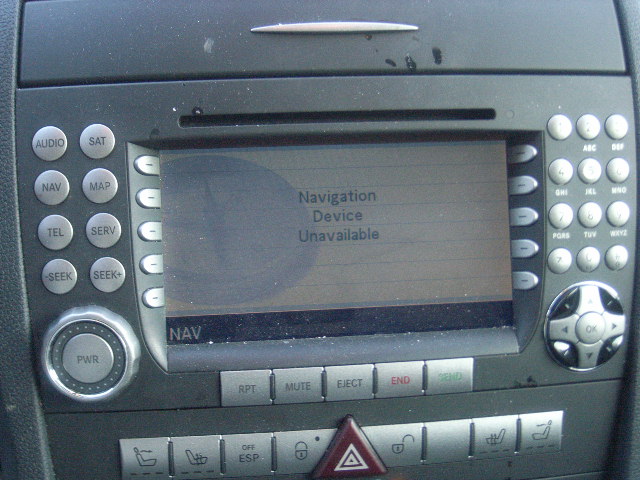 AUDIO
SAT
NAV
MAP
TEL
SERV
-SEEK
SEEK+
PWR
Navigation
Device
Unavailable
NAV
ABC
DEF
GHI
JKL
MNO
PQRS
TUV
WXYZ
OK
RPT
MUTE
EJECT
END
SEND
OFF
ESP